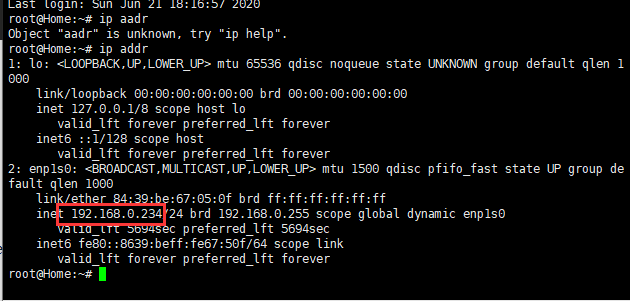 Last login: Sun Jun 21 18:16:57 2020
root@Home:~# ip aadr
Object "aadr" is unknown, try "ip help".
root@Home:~# ip addr
1: lo: <LOOPBACK,UP,LOWER_UP> mtu 65536 qdisc noqueue state UNKNOWN group default qlen 1
000
link/loopback 00:00:00:00:00:00 brd 00:00:00:00:00:00
inet 127.0.0.1/8 scope host lo
valid_lft forever preferred_lft forever
inet6 ::1/128 scope host
valid_lft forever preferred_lft forever
2: enp1s0: <BROADCAST,MULTICAST,UP,LOWER_UP> mtu 1500 qdisc pfifo_fast state UP group de
fault qlen 1000
link/ether 84:39:be:67:05:0f brd ff:ff:ff:ff:ff:ff
inet 192.168.0.234/24 brd 192.168.0.255 scope global dynamic enp1s0
valid_lft 5694sec preferred_lft 5694sec
inet6 fe80::8639:beff:fe67:50f/64 scope link
valid_lft forever preferred_lft forever
root@Home:~#